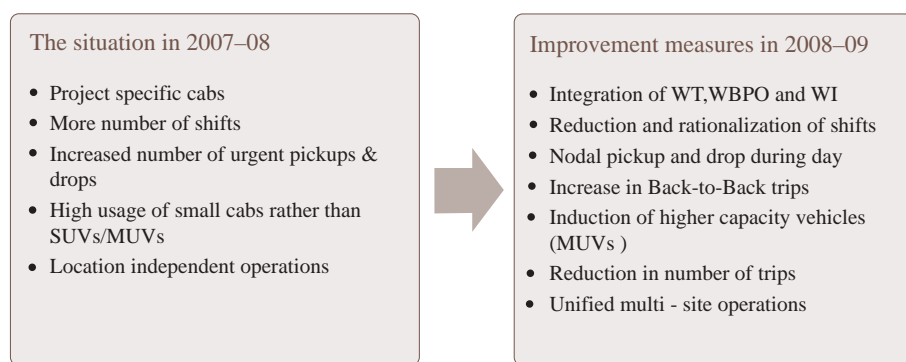 The situation in 2007–08
• Project specific cabs
• More number of shifts
• Increased number of urgent pickups &
drops
• High usage of small cabs rather than
SUVs/MUVs
• Location independent operations
Improvement measures in 2008–09
• Integration of WT,WBPO and WI
• Reduction and rationalization of shifts
• Nodal pickup and drop during day
• Increase in Back-to-Back trips
• Induction of higher capacity vehicles
(MUVs )
• Reduction in number of trips
• Unified multi - site operations